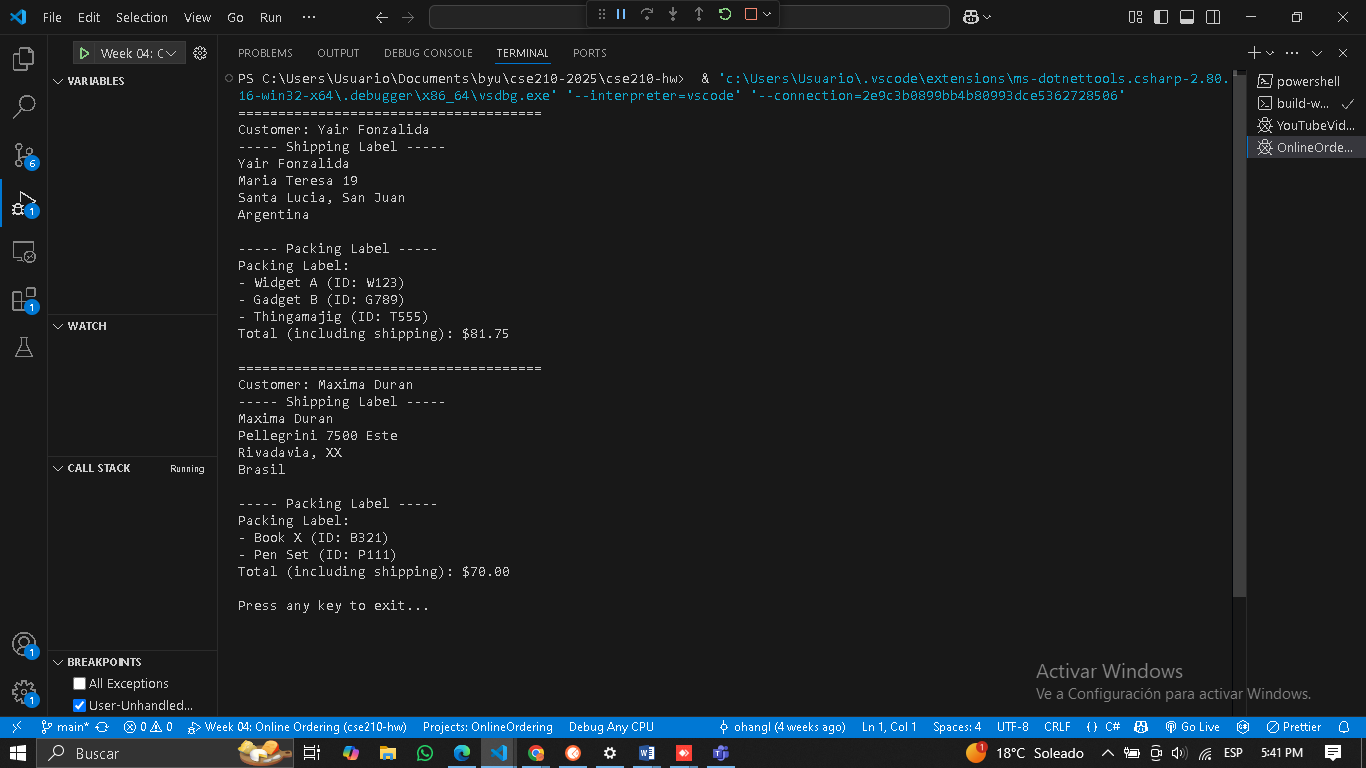 File Edit Selection View Go Run ···
Week 04: C
PROBLEMS OUTPUT DEBUG CONSOLE TERMINAL PORTS
VARIABLES
WATCH
CALL STACK Running
BREAKPOINTS
All Exceptions
User-Unhandled...
6
1
1
1
1
PS C:\Users\Usuario\Documents\byu\cse210-2025\cse210-hw> & 'c:\Users\Usuario\.vscode\extensions\ms-dotnettools.csharp-2.80.
16-win32-x64\.debugger\x86_64\vsdbg.exe' '--interpreter=vscode' '--connection=2e9c3b0899bb4b80993dce5362728506'
======================================
Customer: Yair Fonzalida
----- Shipping Label -----
Yair Fonzalida
Maria Teresa 19
Santa Lucia, San Juan
Argentina
----- Packing Label -----
Packing Label:
- Widget A (ID: W123)
- Gadget B (ID: G789)
- Thingamajig (ID: T555)
Total (including shipping): $81.75
======================================
Customer: Maxima Duran
----- Shipping Label -----
Maxima Duran
Pellegrini 7500 Este
Rivadavia, XX
Brasil
----- Packing Label -----
Packing Label:
- Book X (ID: B321)
- Pen Set (ID: P111)
Total (including shipping): $70.00
Press any key to exit...
powershell
build-w...
YouTubeVid...
OnlineOrde...
Activar Windows
Ve a Configuración para activar Windows.
main* 0 0 Week 04: Online Ordering (cse210-hw) Projects: OnlineOrdering Debug Any CPU ohangl (4 weeks ago) Ln 1, Col 1 Spaces: 4 UTF-8 CRLF {} C# Go Live Prettier
Buscar 1 18°C Soleado ESP 5:41 PM